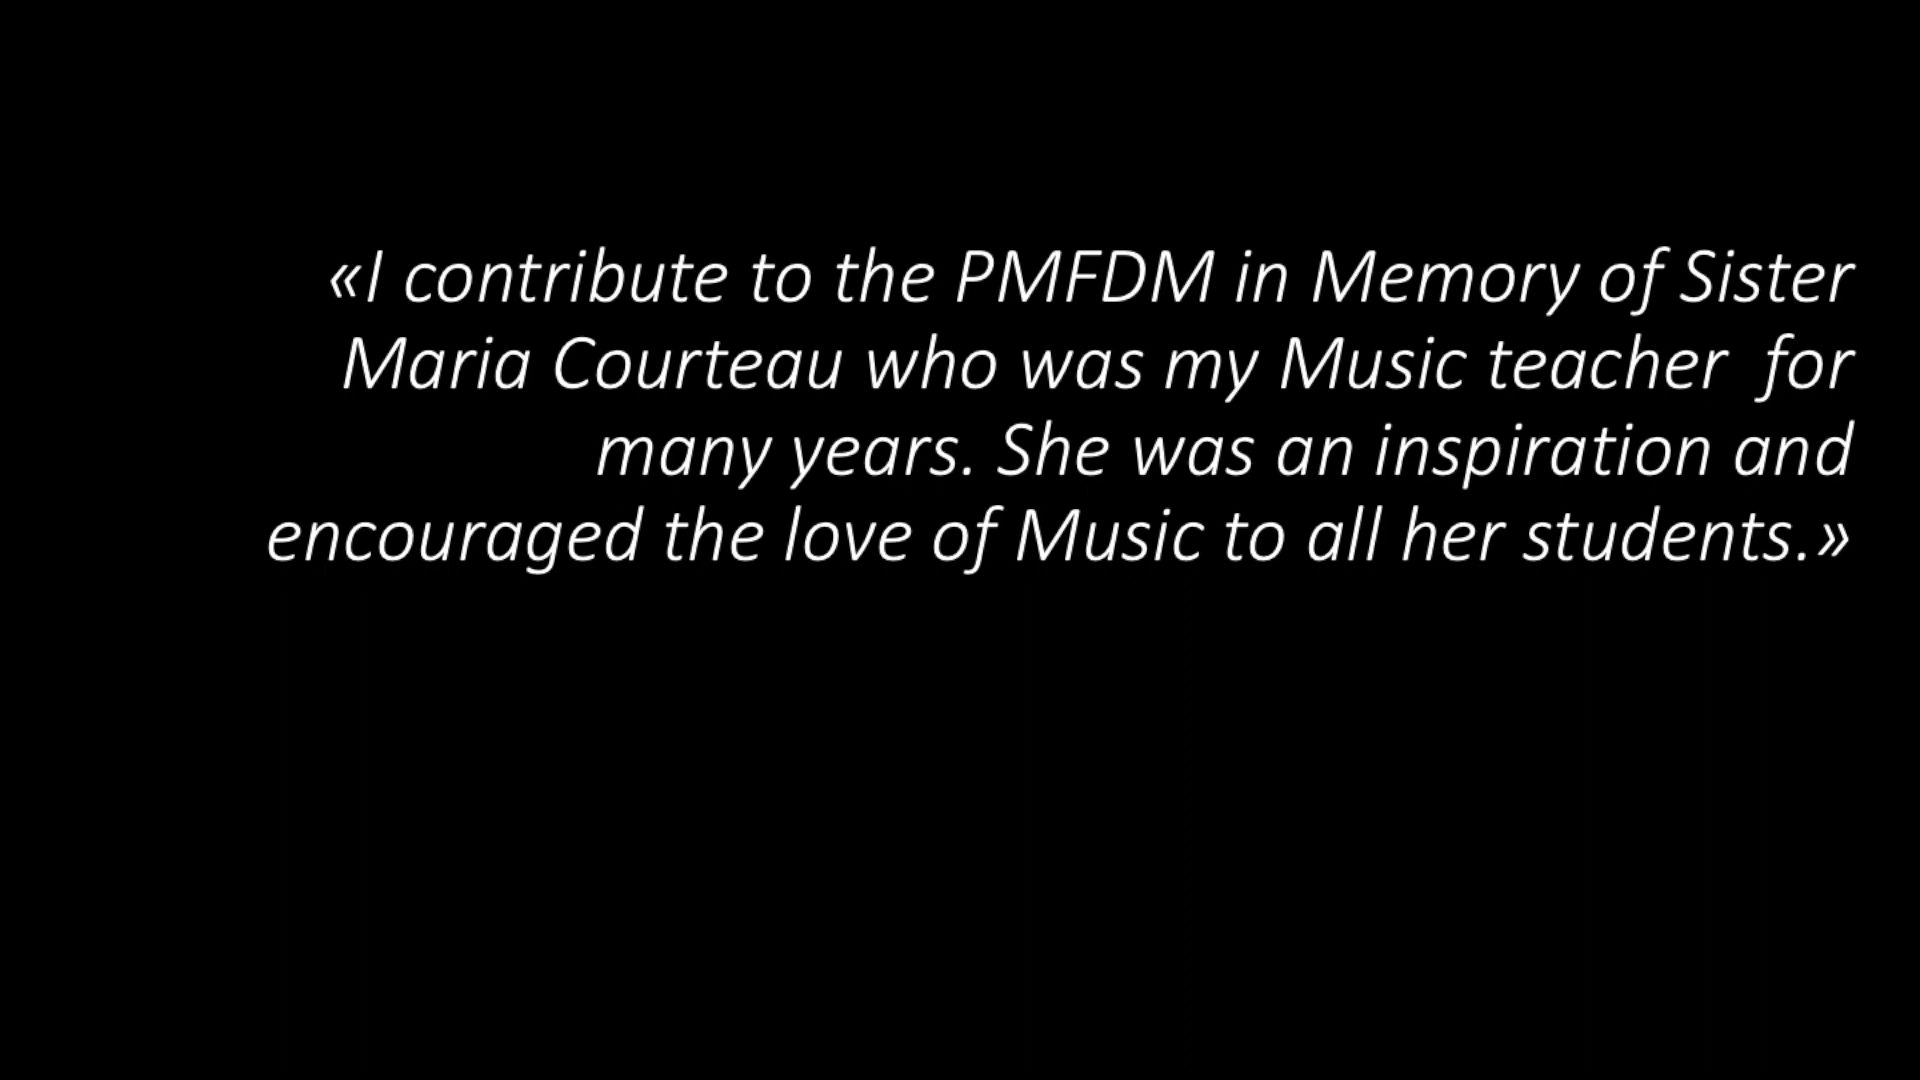 «I contribute to the PMFDM in Memory of Sister
Maria Courteau who was my Music teacher  for
many years. She was an inspiration and
encouraged the love of Music to all her students.»